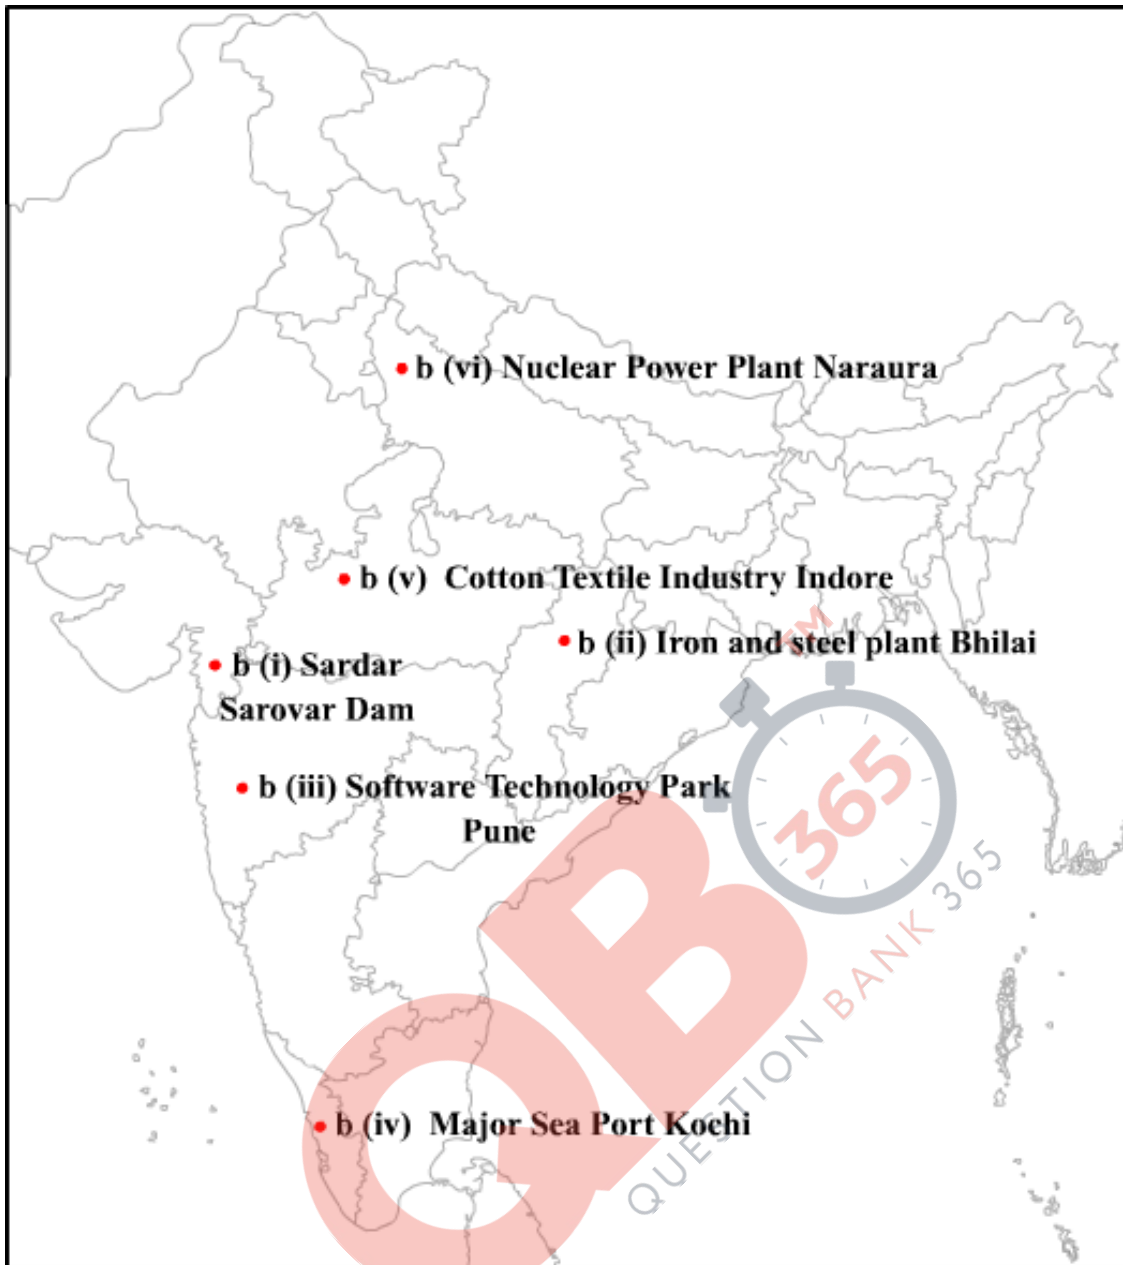 b (vi) Nuclear Power Plant Naraura
b (v) Cotton Textile Industry Indore
b (ii) Iron and steel plant Bhilai
b (i) Sardar
Sarovar Dam
b (iii) Software Technology Park
Pune
b (iv) Major Sea Port Kochi
QB
365
TM
QUESTION BANK 365